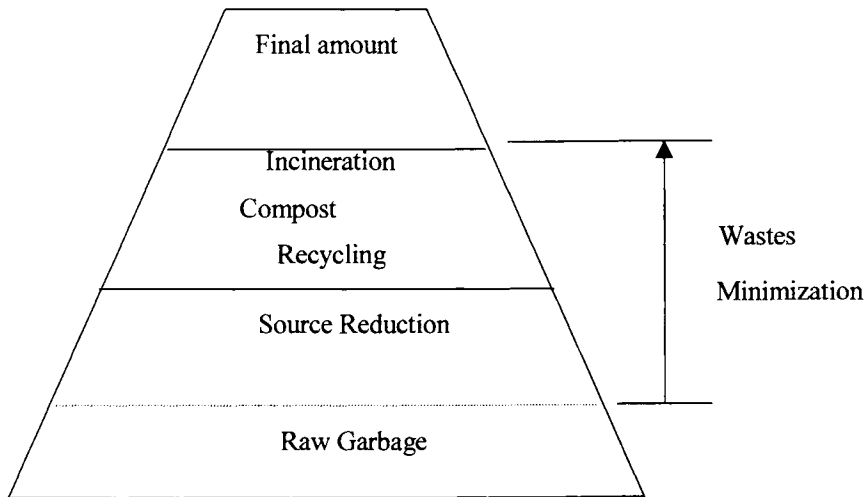 Final amount
Incineration
Compost
Recycling
Wastes
Minimization
Source Reduction
Raw Garbage